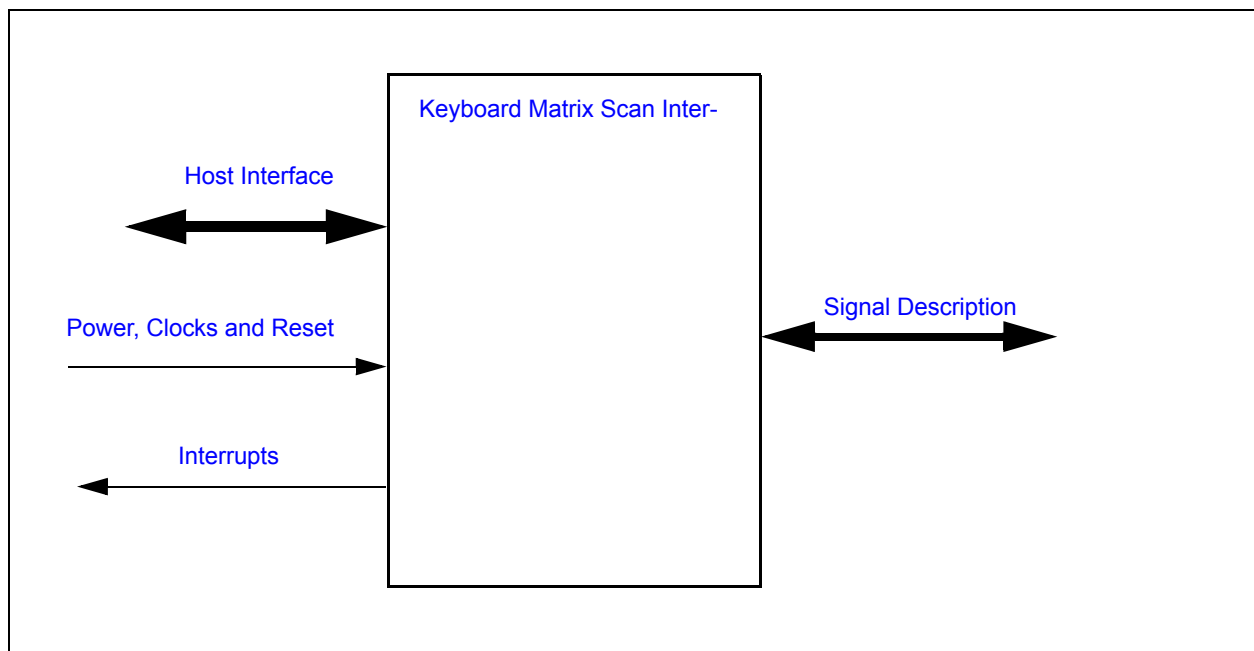 Keyboard Matrix Scan Inter-
Host Interface
Signal Description
Power, Clocks and Reset
Interrupts